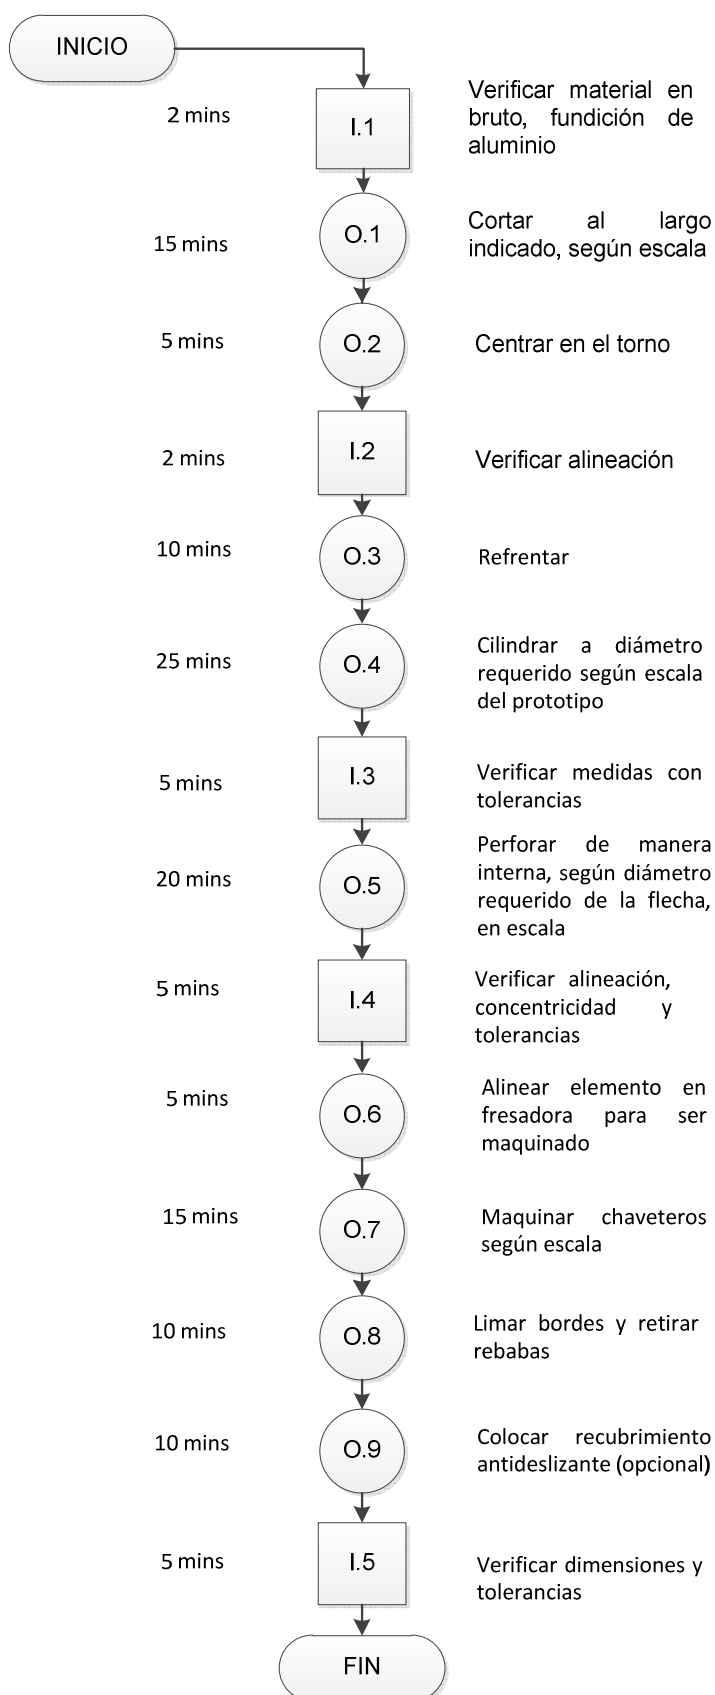 INICIO
2 mins
I.1
Verificar material en
bruto, fundición de
aluminio
15 mins
O.1
Cortar al largo
indicado, según escala
5 mins
O.2
Centrar en el torno
2 mins
I.2
Verificar alineación
10 mins
O.3
Refrentar
25 mins
O.4
Cilindrar a diámetro
requerido según escala
del prototipo
5 mins
I.3
Verificar medidas con
tolerancias
20 mins
O.5
Perforar de manera
interna, según diámetro
requerido de la flecha,
en escala
5 mins
I.4
Verificar alineación,
concentricidad y
tolerancias
5 mins
O.6
Alinear elemento en
fresadora para ser
maquinado
15 mins
O.7
Maquinar chaveteros
según escala
10 mins
O.8
Limar bordes y retirar
rebabas
10 mins
O.9
Colocar recubrimiento
antideslizante (opcional)
5 mins
I.5
Verificar dimensiones y
tolerancias
FIN